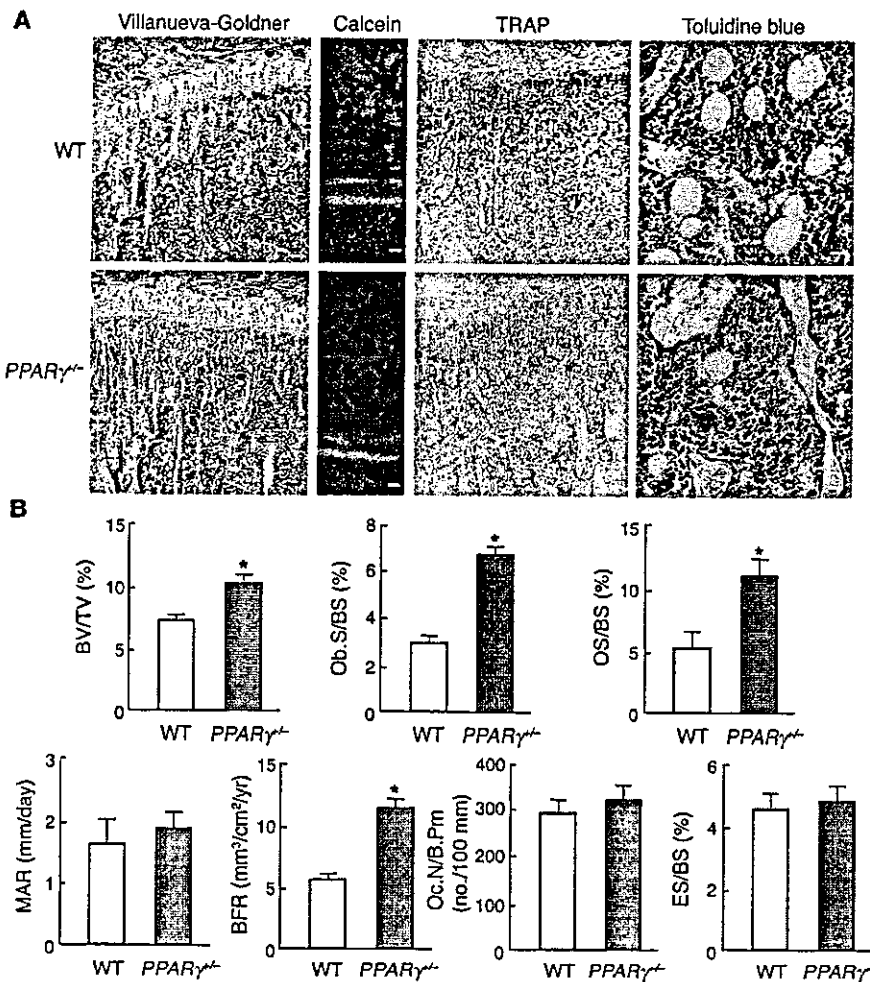 A
Villanueva-Goldner Calcein TRAP Toluidine blue
WT
PPARγ+/-
B
BV/TV (%)
15
10
5
0
WT PPARγ+/-
Ob.S/BS (%)
8
6
4
2
0
WT PPARγ+/-
OS/BS (%)
15
10
5
0
WT PPARγ+/-
MAR (mm/day)
3
2
1
0
WT PPARγ+/-
BFR (mm³/cm²/yr)
15
10
5
0
WT PPARγ+/-
Oc.N/B.Pm
(no./100 mm)
400
300
200
100
0
WT PPARγ+/-
ES/BS (%)
6
4
2
0
WT PPARγ+/-
* 
* 
* 
*